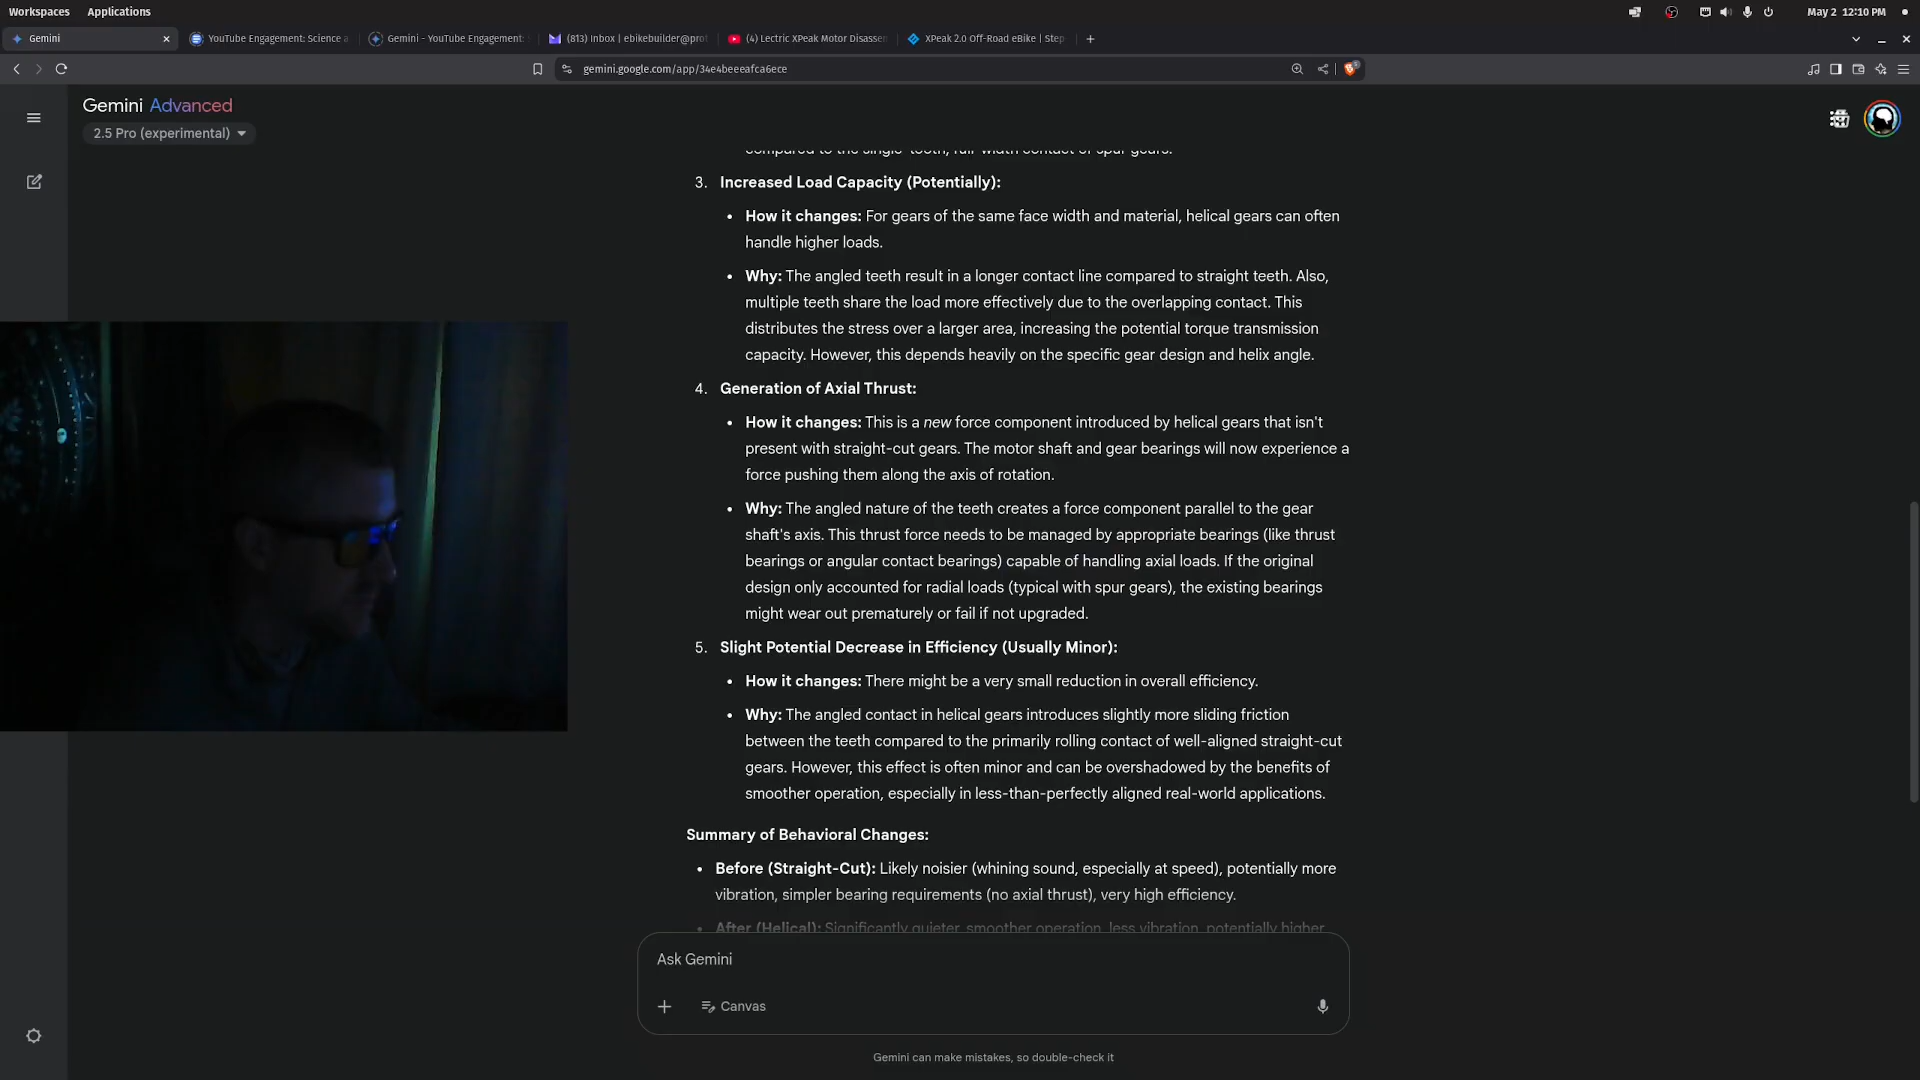 Workspaces Applications May 2 12:10 PM
Gemini YouTube Engagement: Science a Gemini - YouTube Engagement: (813) Inbox | ebikebuilder@prot (4) Lectric XPeak Motor Disassem XPeak 2.0 Off-Road eBike | Step
gemini.google.com/app/34e4beeeafca6ece
Gemini Advanced
2.5 Pro (experimental)
compared to the single-tooth, full-width contact of spur gears.
3. Increased Load Capacity (Potentially):
• How it changes: For gears of the same face width and material, helical gears can often
handle higher loads.
• Why: The angled teeth result in a longer contact line compared to straight teeth. Also,
multiple teeth share the load more effectively due to the overlapping contact. This
distributes the stress over a larger area, increasing the potential torque transmission
capacity. However, this depends heavily on the specific gear design and helix angle.
4. Generation of Axial Thrust:
• How it changes: This is a new force component introduced by helical gears that isn't
present with straight-cut gears. The motor shaft and gear bearings will now experience a
force pushing them along the axis of rotation.
• Why: The angled nature of the teeth creates a force component parallel to the gear
shaft's axis. This thrust force needs to be managed by appropriate bearings (like thrust
bearings or angular contact bearings) capable of handling axial loads. If the original
design only accounted for radial loads (typical with spur gears), the existing bearings
might wear out prematurely or fail if not upgraded.
5. Slight Potential Decrease in Efficiency (Usually Minor):
• How it changes: There might be a very small reduction in overall efficiency.
• Why: The angled contact in helical gears introduces slightly more sliding friction
between the teeth compared to the primarily rolling contact of well-aligned straight-cut
gears. However, this effect is often minor and can be overshadowed by the benefits of
smoother operation, especially in less-than-perfectly aligned real-world applications.
Summary of Behavioral Changes:
• Before (Straight-Cut): Likely noisier (whining sound, especially at speed), potentially more
vibration, simpler bearing requirements (no axial thrust), very high efficiency.
• After (Helical): Significantly quieter, smoother operation, less vibration, potentially higher
Ask Gemini
Canvas
Gemini can make mistakes, so double-check it